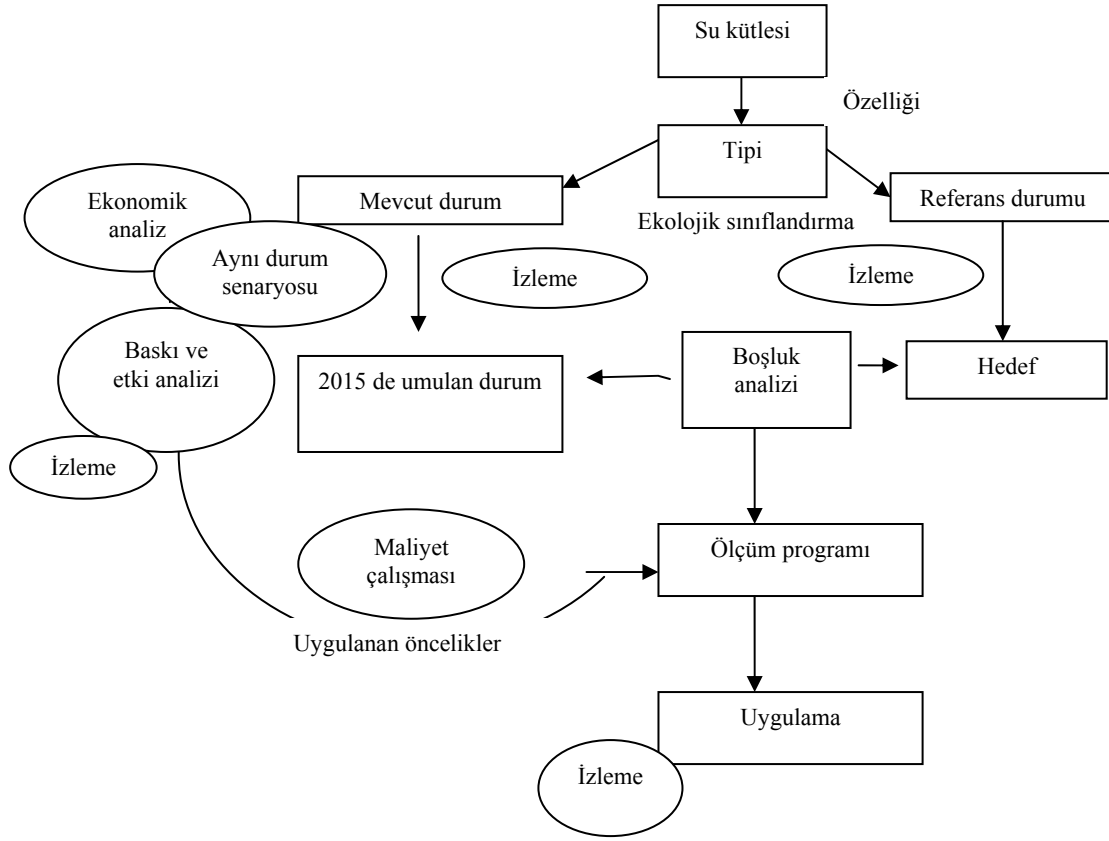 Su kütlesi
Özelliği
Tipi
Ekonomik
analiz
Mevcut durum
Ekolojik sınıflandırma
Referans durumu
Aynı durum
senaryosu
İzleme
İzleme
Baskı ve
etki analizi
2015 de umulan durum
Boşluk
analizi
Hedef
İzleme
Maliyet
çalışması
Ölçüm programı
Uygulanan öncelikler
Uygulama
İzleme